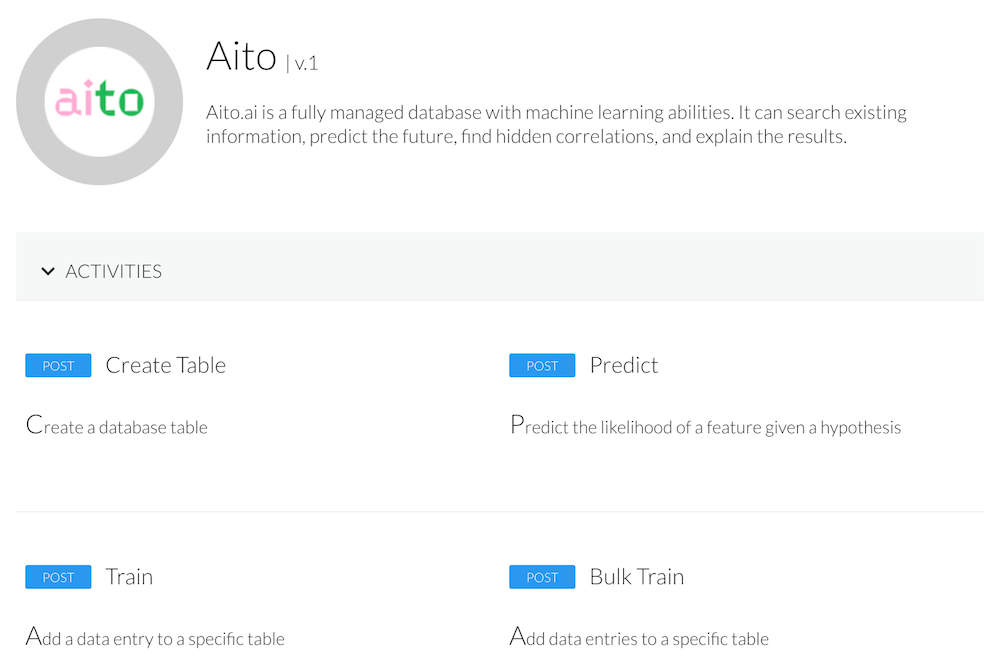 aito
Aito | v.1
Aito.ai is a fully managed database with machine learning abilities. It can search existing
information, predict the future, find hidden correlations, and explain the results.
ACTIVITIES
POST Create Table
Create a database table
POST Predict
Predict the likelihood of a feature given a hypothesis
POST Train
Add a data entry to a specific table
POST Bulk Train
Add data entries to a specific table